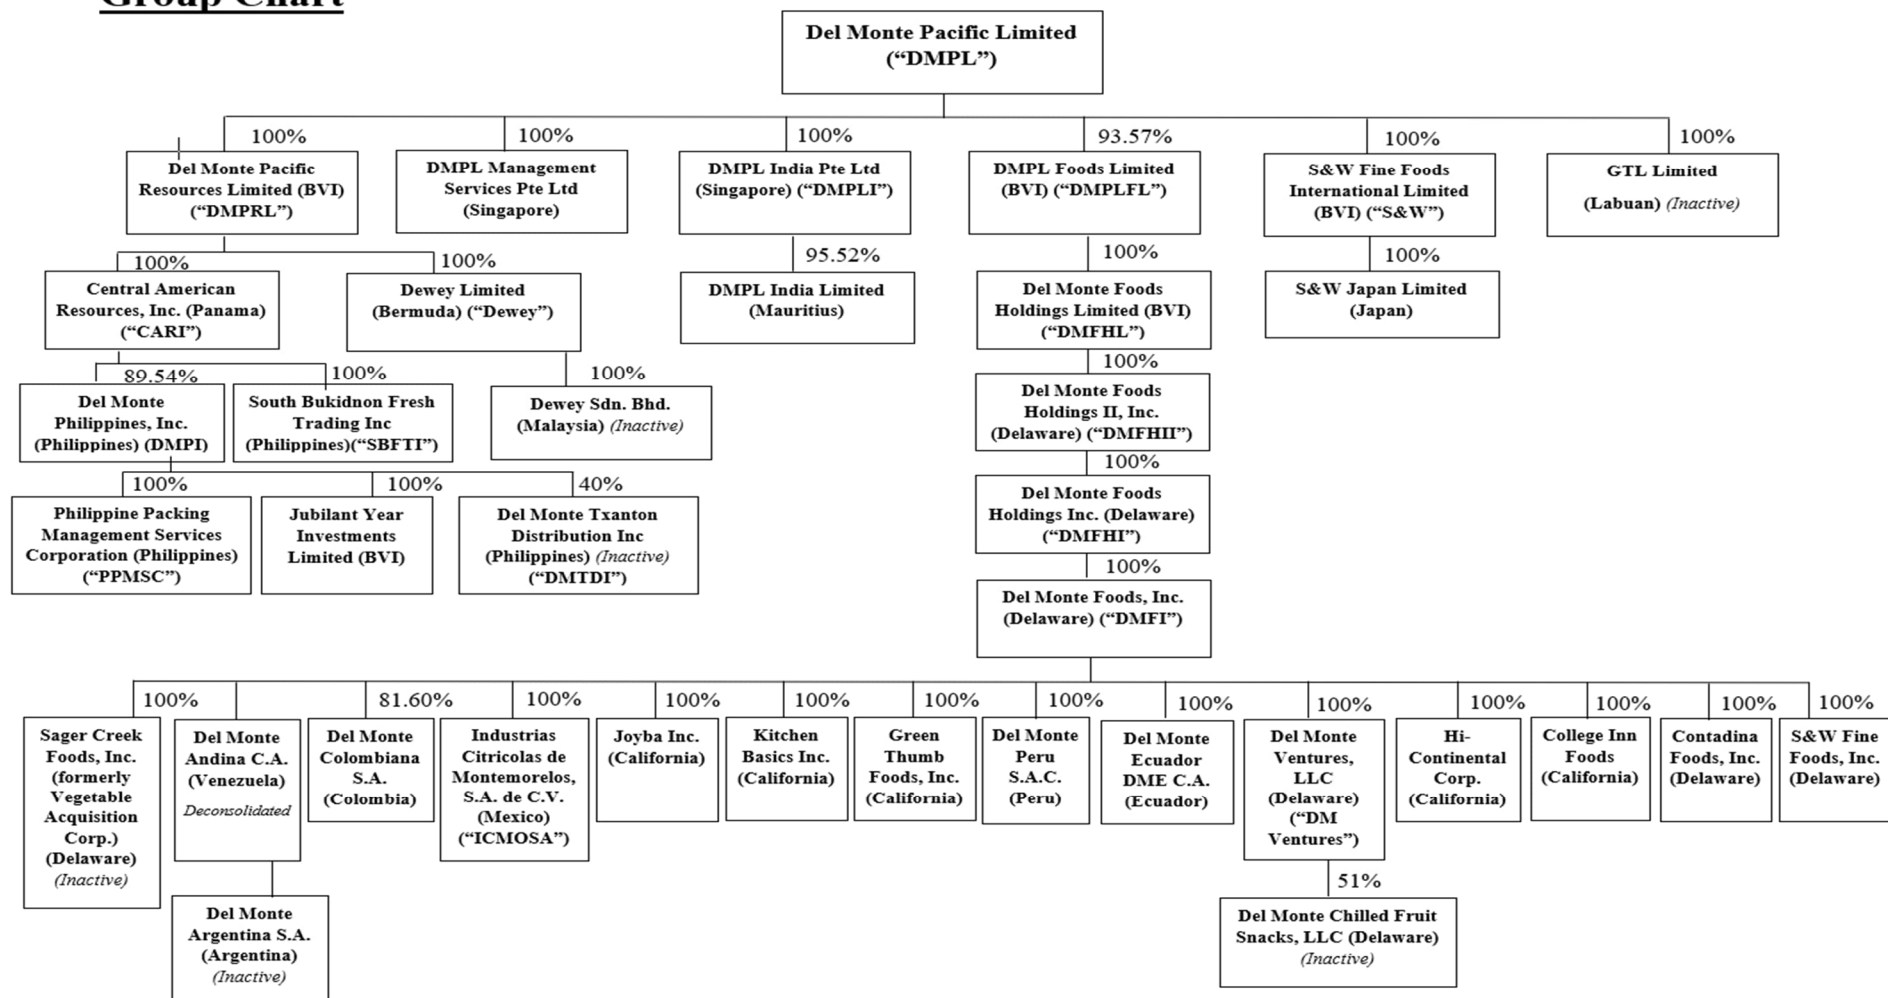 Group Chart
Del Monte Pacific Limited
(“DMPL”)
100%
100%
100%
93.57%
100%
100%
Del Monte Pacific
Resources Limited (BVI)
(“DMPRL”)
DMPL Management
Services Pte Ltd
(Singapore)
DMPL India Pte Ltd
(Singapore) (“DMPLI”)
DMPL Foods Limited
(BVI) (“DMPLFL”)
S&W Fine Foods
International Limited
(BVI) (“S&W”)
GTL Limited
(Labuan) (Inactive)
100%
100%
95.52%
100%
100%
Central American
Resources, Inc. (Panama)
(“CARI”)
Dewey Limited
(Bermuda) (“Dewey”)
DMPL India Limited
(Mauritius)
Del Monte Foods
Holdings Limited (BVI)
(“DMFHL”)
S&W Japan Limited
(Japan)
89.54%
100%
100%
100%
Del Monte
Philippines, Inc.
(Philippines) (DMPI)
South Bukidnon Fresh
Trading Inc
(Philippines)(“SBFTI”)
Dewey Sdn. Bhd.
(Malaysia) (Inactive)
Del Monte Foods
Holdings II, Inc.
(Delaware) (“DMFHII”)
100%
100%
40%
100%
Philippine Packing
Management Services
Corporation (Philippines)
(“PPMSC”)
Jubilant Year
Investments
Limited (BVI)
Del Monte Txanton
Distribution Inc
(Philippines) (Inactive)
(“DMTDI”)
Del Monte Foods
Holdings Inc. (Delaware)
(“DMFHI”)
100%
Del Monte Foods, Inc.
(Delaware) (“DMFI”)
100%
81.60%
100%
100%
100%
100%
100%
100%
100%
100%
100%
100%
100%
Sager Creek
Foods, Inc.
(formerly
Vegetable
Acquisition
Corp.)
(Delaware)
(Inactive)
Del Monte
Andina C.A.
(Venezuela)
Deconsolidated
Del Monte
Colombiana
S.A.
(Colombia)
Industrias
Citricolas de
Montemorelos,
S.A. de C.V.
(Mexico)
(“ICMOSA”)
Joyba Inc.
(California)
Kitchen
Basics Inc.
(California)
Green
Thumb
Foods, Inc.
(California)
Del Monte
Peru
S.A.C.
(Peru)
Del Monte
Ecuador
DME C.A.
(Ecuador)
Del Monte
Ventures,
LLC
(Delaware)
(“DM
Ventures”)
Hi-
Continental
Corp.
(California)
College Inn
Foods
(California)
Contadina
Foods, Inc.
(Delaware)
S&W Fine
Foods, Inc.
(Delaware)
51%
Del Monte
Argentina S.A.
(Argentina)
(Inactive)
Del Monte Chilled Fruit
Snacks, LLC (Delaware)
(Inactive)